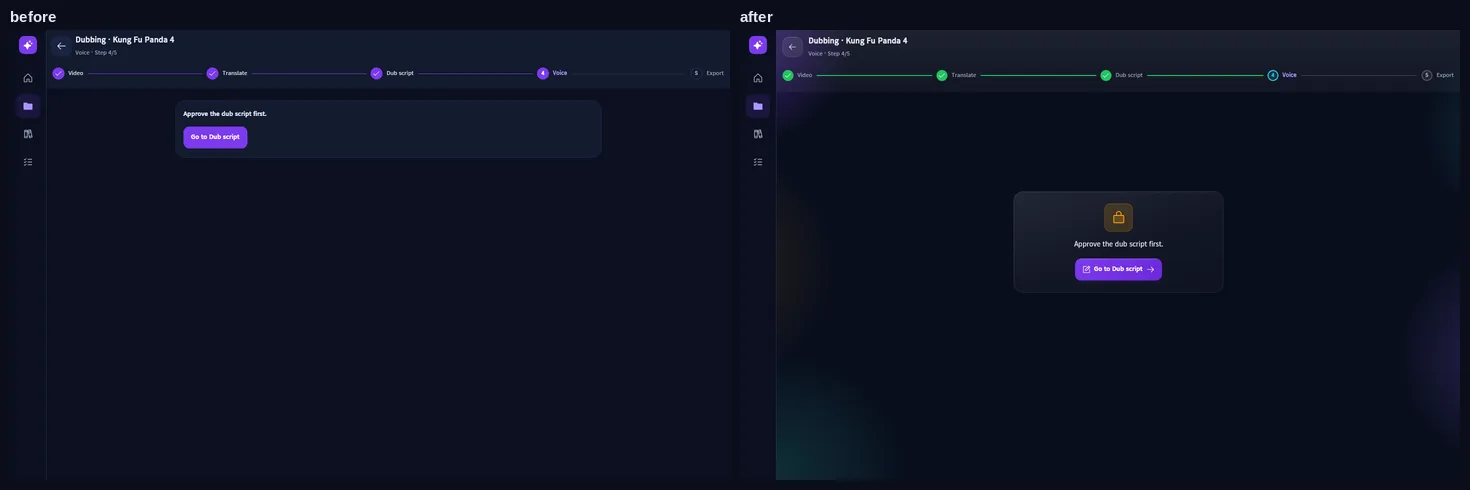 before
Dubbing · Kung Fu Panda 4
Voice · Step 4/5
Video
Translate
Dub script
4 Voice
5 Export
Approve the dub script first.
Go to Dub script
after
Dubbing · Kung Fu Panda 4
Voice · Step 4/5
Video
Translate
Dub script
4 Voice
5 Export
Approve the dub script first.
Go to Dub script